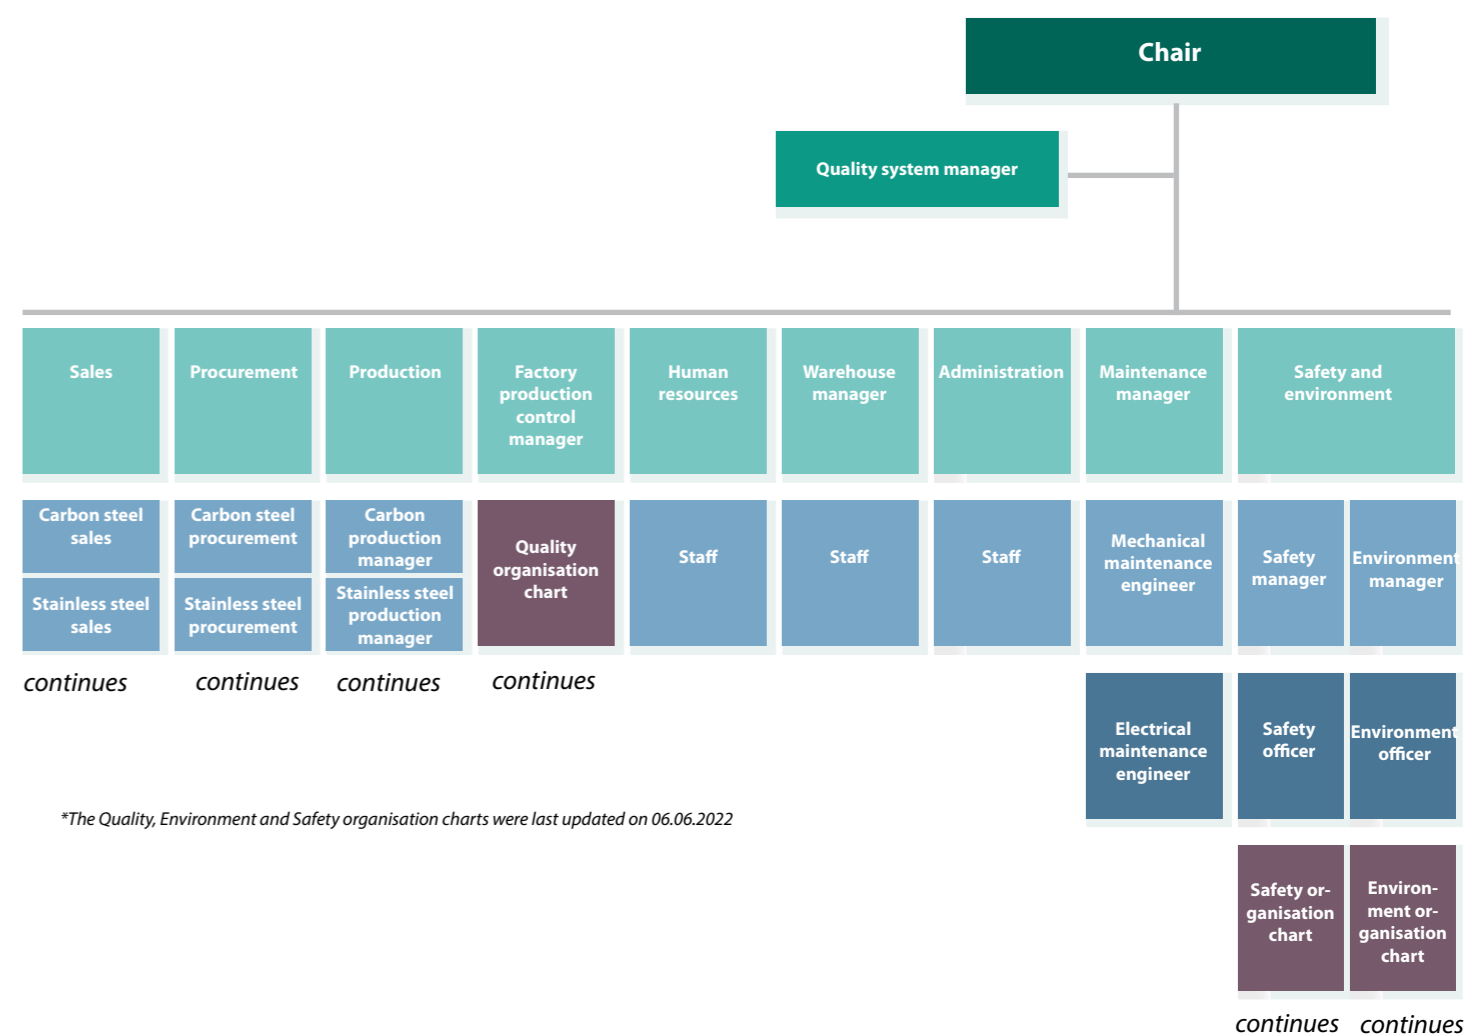 Chair
Quality system manager
Sales
Procurement
Production
Factory
production
control
manager
Human
resources
Warehouse
manager
Administration
Maintenance
manager
Safety and
environment
Carbon steel
sales
Stainless steel
sales
Carbon steel
procurement
Stainless steel
procurement
Carbon
production
manager
Stainless steel
production
manager
Quality
organisation
chart
Staff
Staff
Staff
Mechanical
maintenance
engineer
Safety
manager
Environment
manager
continues
continues
continues
continues
Electrical
maintenance
engineer
Safety
officer
Environment
officer
*The Quality, Environment and Safety organisation charts were last updated on 06.06.2022
Safety or-
ganisation
chart
Environ-
ment or-
ganisation
chart
continues
continues